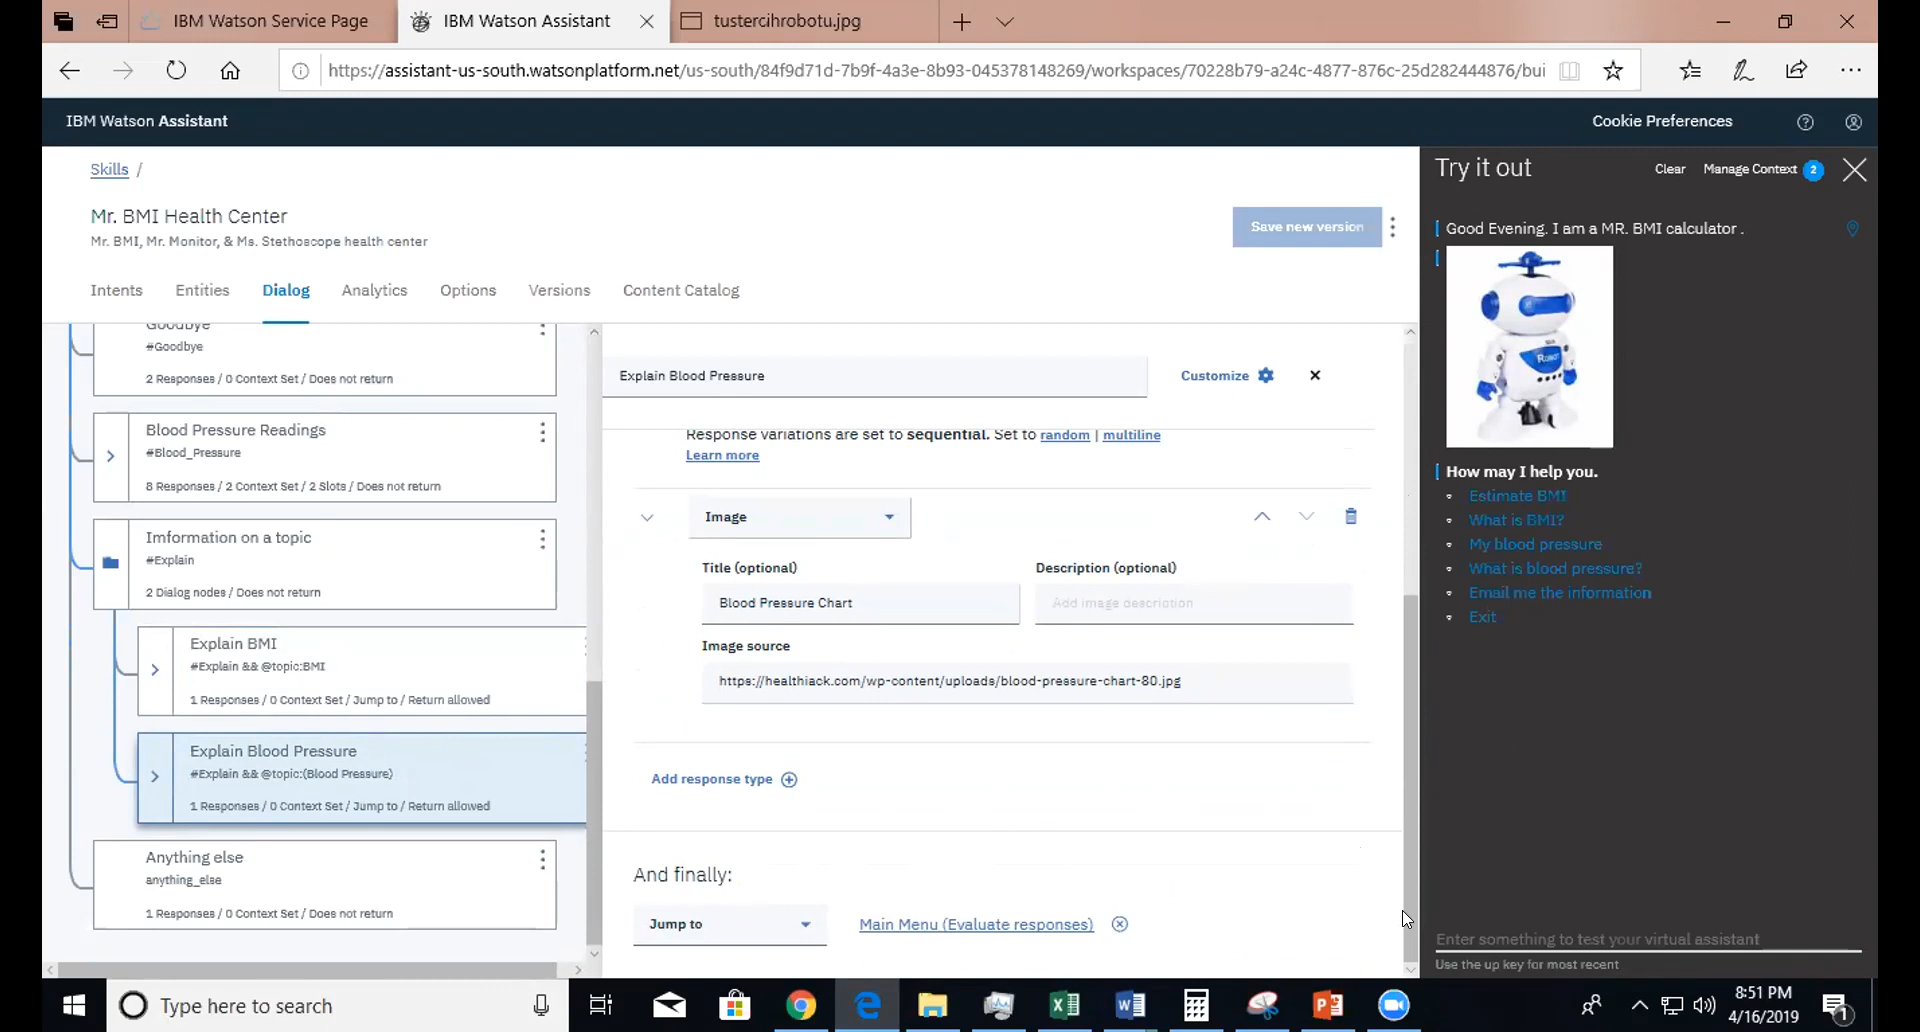 IBM Watson Service Page
IBM Watson Assistant
tustercihrobotu.jpg
https://assistant-us-south.watsonplatform.net/us-south/84f9d71d-7b9f-4a3e-8b93-045378148269/workspaces/70228b79-a24c-4877-876c-25d282444876/bui
IBM Watson Assistant
Cookie Preferences
Skills /
Mr. BMI Health Center
Mr. BMI, Mr. Monitor, & Ms. Stethoscope health center
Save new version
Intents
Entities
Dialog
Analytics
Options
Versions
Content Catalog
Goodbye
#Goodbye
2 Responses / 0 Context Set / Does not return
Blood Pressure Readings
#Blood_Pressure
8 Responses / 2 Context Set / 2 Slots / Does not return
Imformation on a topic
#Explain
2 Dialog nodes / Does not return
Explain BMI
#Explain && @topic:BMI
1 Responses / 0 Context Set / Jump to / Return allowed
Explain Blood Pressure
#Explain && @topic:(Blood Pressure)
1 Responses / 0 Context Set / Jump to / Return allowed
Anything else
anything_else
1 Responses / 0 Context Set / Does not return
Explain Blood Pressure
Customize
Response variations are set to sequential. Set to random | multiline
Learn more
Image
Title (optional)
Description (optional)
Blood Pressure Chart
Add image description
Image source
https://healthiack.com/wp-content/uploads/blood-pressure-chart-80.jpg
Add response type
And finally:
Jump to
Main Menu (Evaluate responses)
Try it out
Clear
Manage Context 2
Good Evening. I am a MR. BMI calculator .
ROBOT
How may I help you.
Estimate BMI
What is BMI?
My blood pressure
What is blood pressure?
Email me the information
Exit
Enter something to test your virtual assistant
Use the up key for most recent
Type here to search
8:51 PM
4/16/2019
1